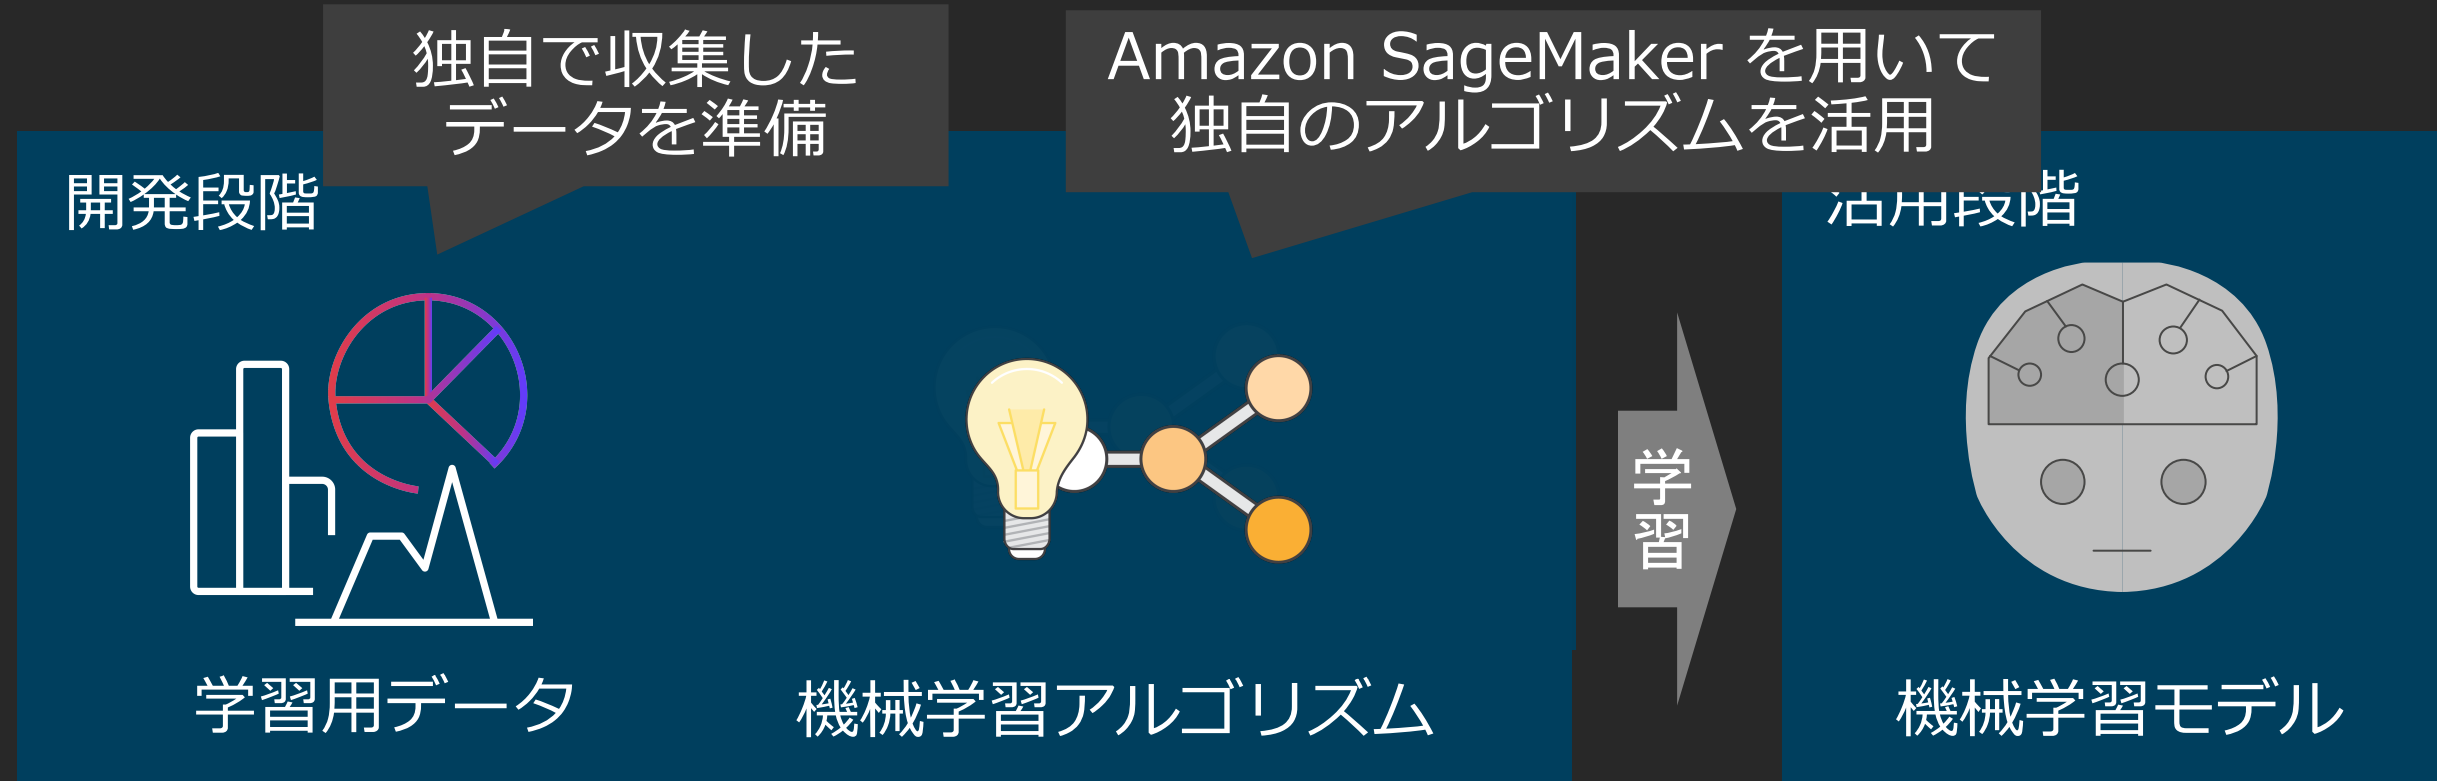 独自で収集した
データを準備
Amazon SageMaker を用いて
独自のアルゴリズムを活用
開発段階
活用段階
学習
学習用データ
機械学習アルゴリズム
機械学習モデル